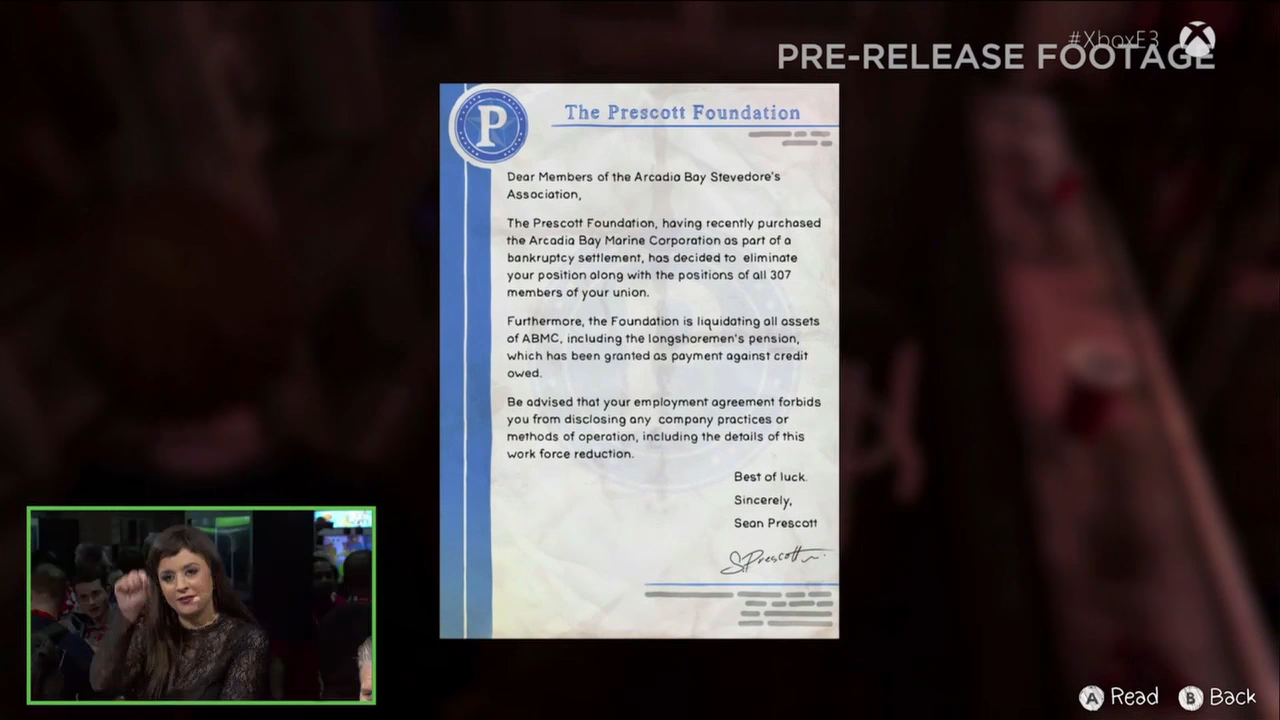 #XboxE3
PRE-RELEASE FOOTAGE
P
The Prescott Foundation
Dear Members of the Arcadia Bay Stevedore's
Association,
The Prescott Foundation, having recently purchased
the Arcadia Bay Marine Corporation as part of a
bankruptcy settlement, has decided to eliminate
your position along with the positions of all 307
members of your union.
Furthermore, the Foundation is liquidating all assets
of ABMC, including the longshoremen's pension,
which has been granted as payment against credit
owed.
Be advised that your employment agreement forbids
you from disclosing any company practices or
methods of operation, including the details of this
work force reduction.
Best of luck.
Sincerely,
Sean Prescott
SPrescott
A Read B Back